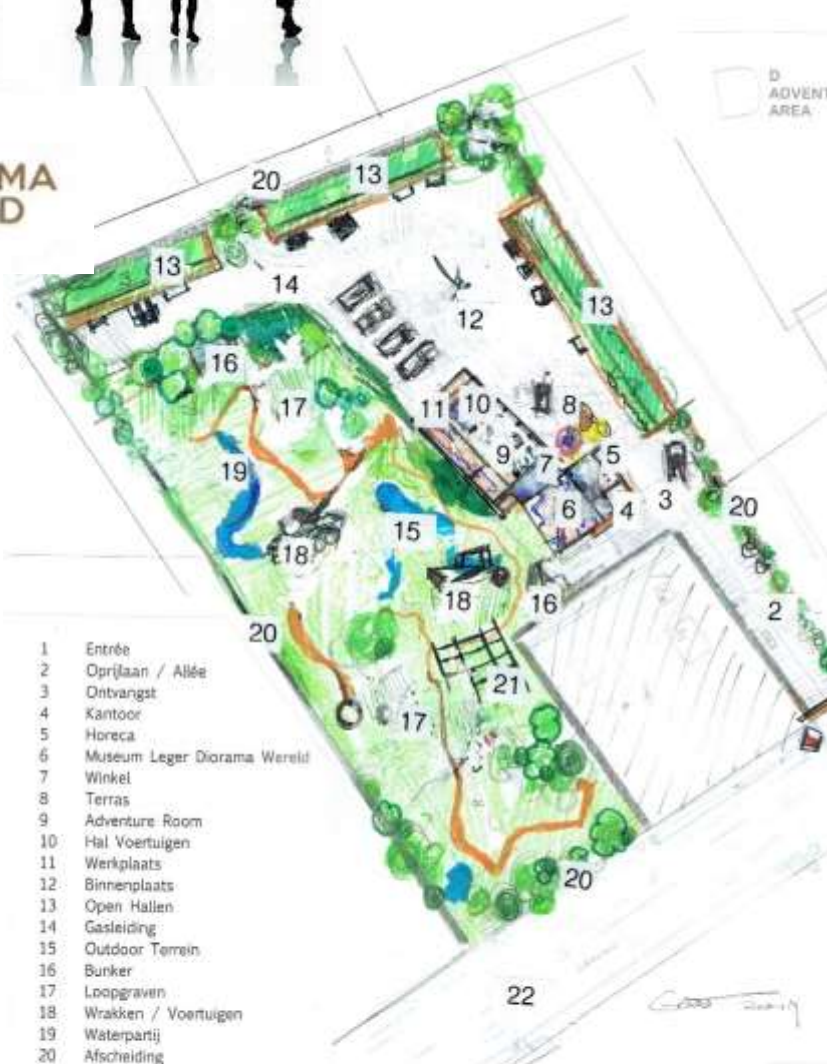 MA
D
D
ADVENT
AREA
20
13
13
14
12
13
16
17
11
10
8
9
7
5
19
6
4
3
20
15
18
18
16
2
20
21
17
20
22
1 Entrée
2 Oprijlaan / Allée
3 Ontvangst
4 Kantoor
5 Horeca
6 Museum Leger Diorama Wereld
7 Winkel
8 Terras
9 Adventure Room
10 Hal Voertuigen
11 Werkplaats
12 Binnenplaats
13 Open Hallen
14 Gasleiding
15 Outdoor Terrein
16 Bunker
17 Loopgraven
18 Wrakken / Voertuigen
19 Waterpartij
20 Afscheiding